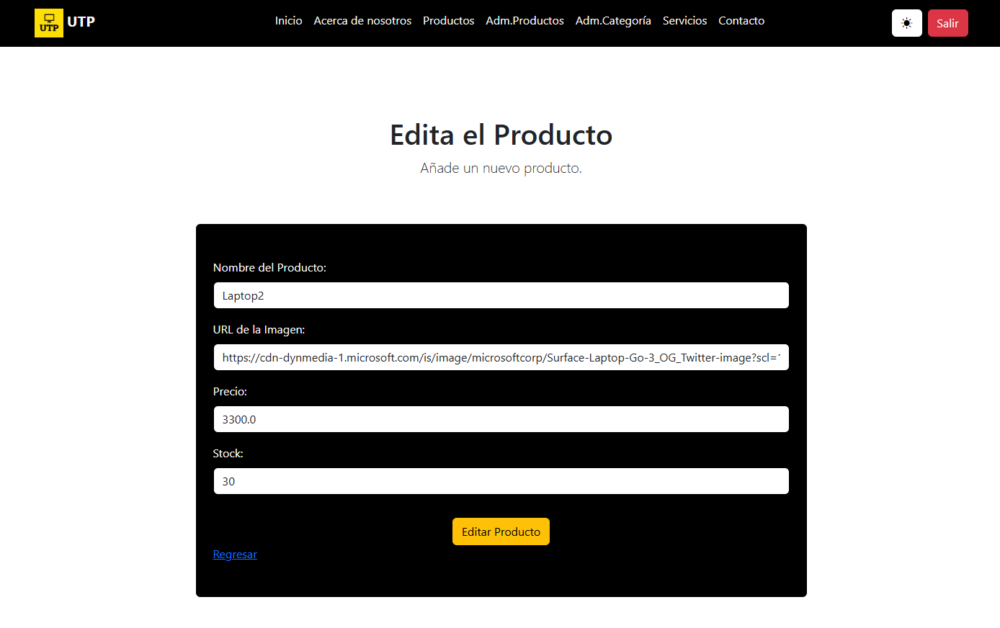 UTP UTP Inicio Acerca de nosotros Productos Adm.Productos Adm.Categoría Servicios Contacto Salir
Edita el Producto
Añade un nuevo producto.
Nombre del Producto:
Laptop2
URL de la Imagen:
https://cdn-dynmedia-1.microsoft.com/is/image/microsoftcorp/Surface-Laptop-Go-3_OG_Twitter-image?scl=
Precio:
3300.0
Stock:
30
Editar Producto
Regresar